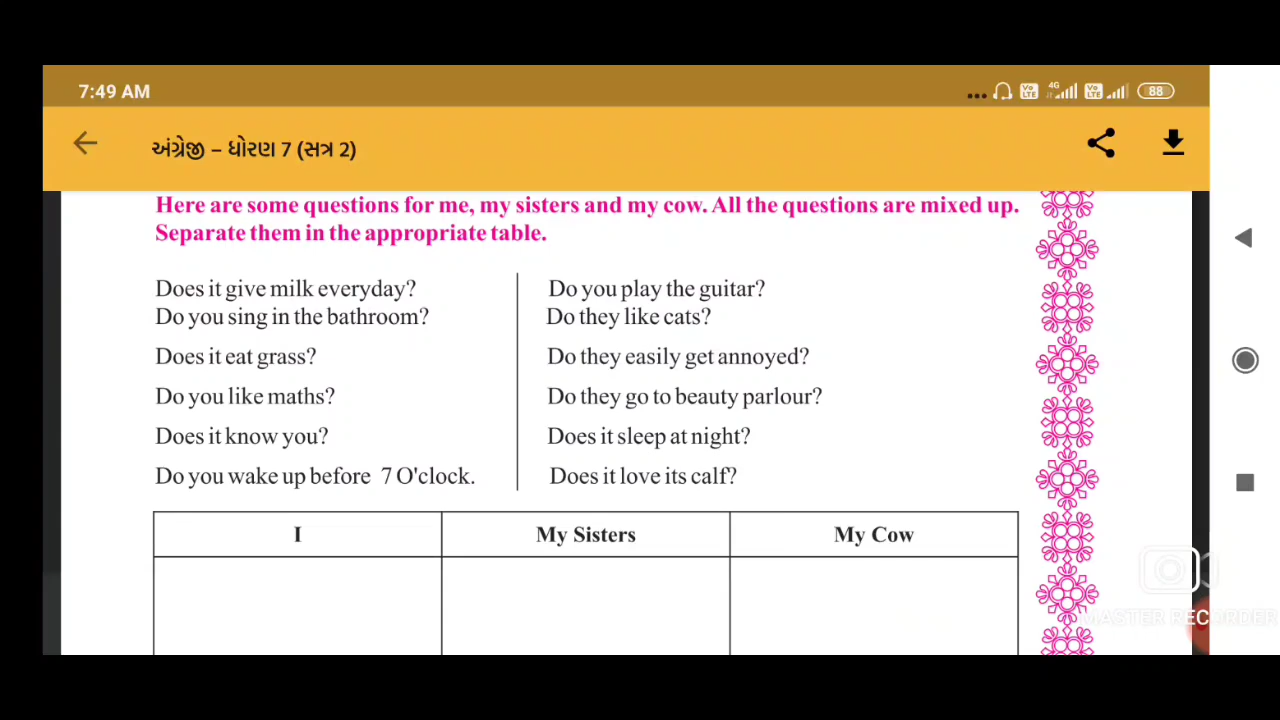 7:49 AM
Vo LTE 4G Vo LTE 88
અંગ્રેજી – ધોરણ 7 (સત્ર 2)
Here are some questions for me, my sisters and my cow. All the questions are mixed up.
Separate them in the appropriate table.
Does it give milk everyday?
Do you sing in the bathroom?
Does it eat grass?
Do you like maths?
Does it know you?
Do you wake up before 7 O'clock.
Do you play the guitar?
Do they like cats?
Do they easily get annoyed?
Do they go to beauty parlour?
Does it sleep at night?
Does it love its calf?
I My Sisters My Cow
MASTER RECORDER